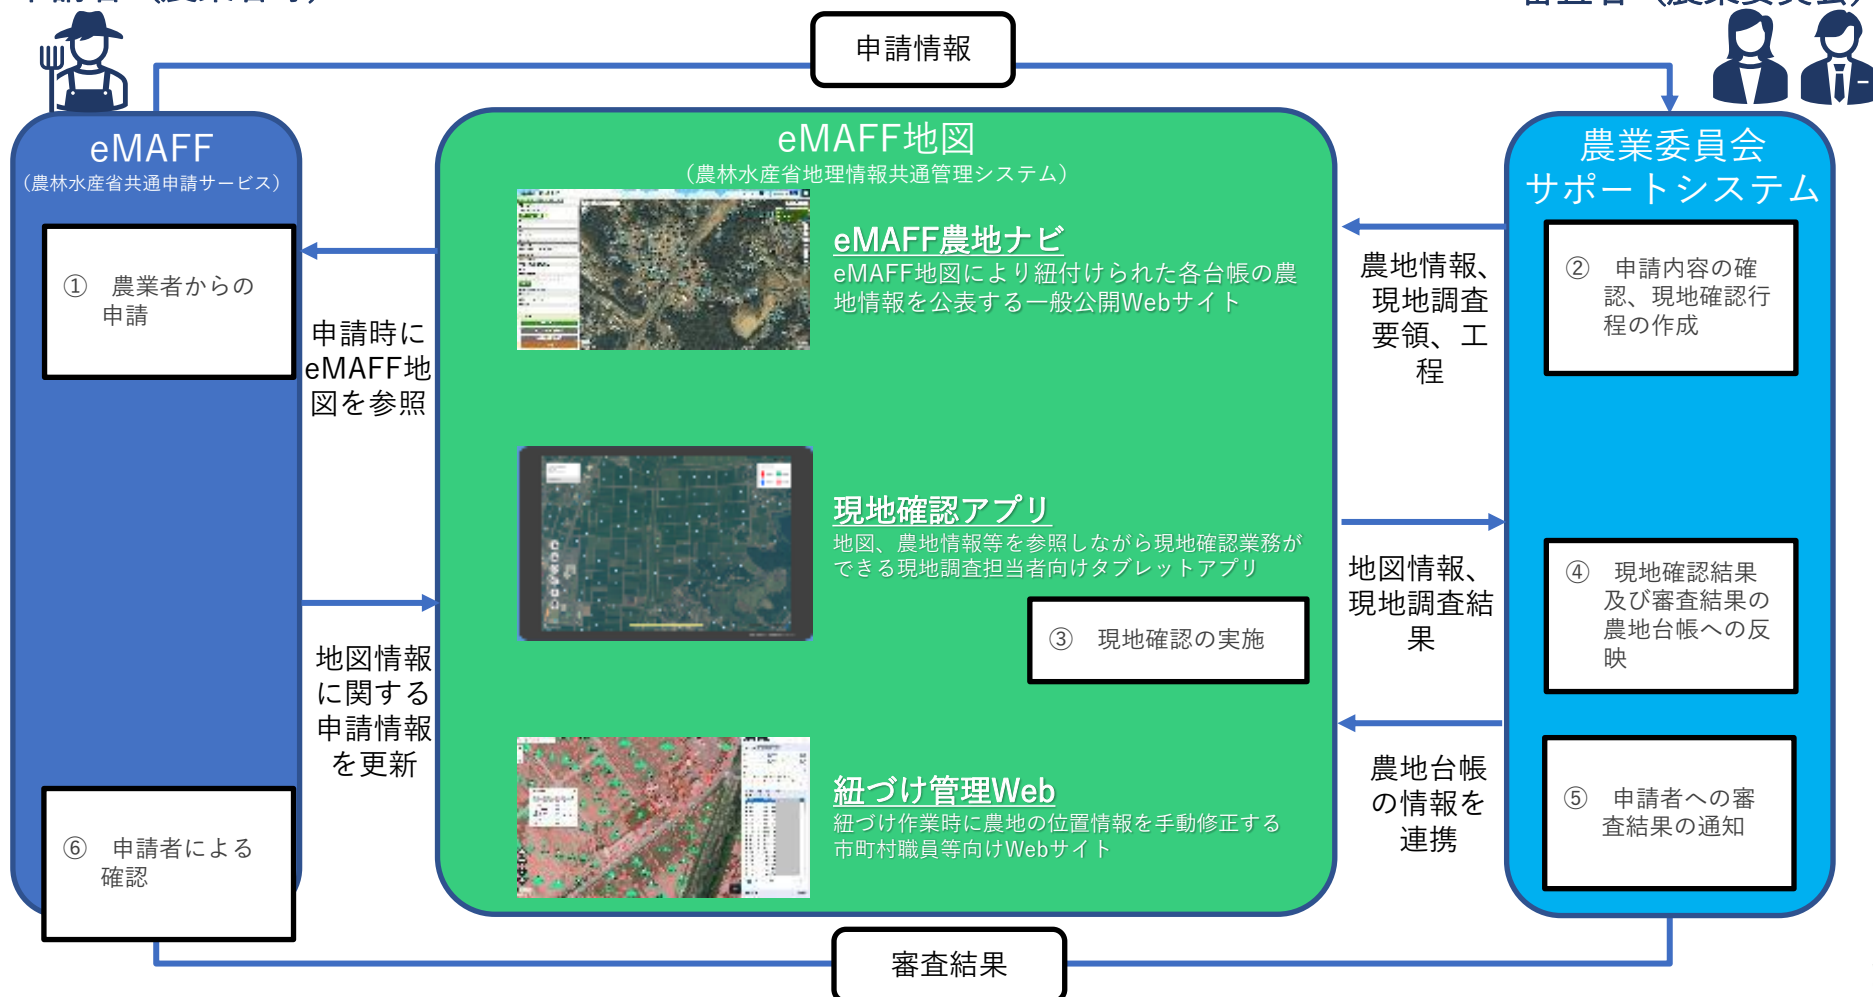 申請情報
eMAFF
（農林水産省共通申請サービス）
① 農業者からの
申請
⑥ 申請者による
確認
申請時に
eMAFF地
図を参照
地図情報
に関する
申請情報
を更新
eMAFF地図
（農林水産省地理情報共通管理システム）
eMAFF農地ナビ
eMAFF地図により紐付けられた各台帳の農
地情報を公表する一般公開Webサイト
現地確認アプリ
地図、農地情報等を参照しながら現地確認業務が
できる現地調査担当者向けタブレットアプリ
③ 現地確認の実施
紐づけ管理Web
紐づけ作業時に農地の位置情報を手動修正する
市町村職員等向けWebサイト
農地情報、
現地調査
要領、工
程
地図情報、
現地調査結
果
農地台帳
の情報を
連携
農業委員会
サポートシステム
② 申請内容の確
認、現地確認行
程の作成
④ 現地確認結果
及び審査結果の
農地台帳への反
映
⑤ 申請者への審
査結果の通知
審査結果